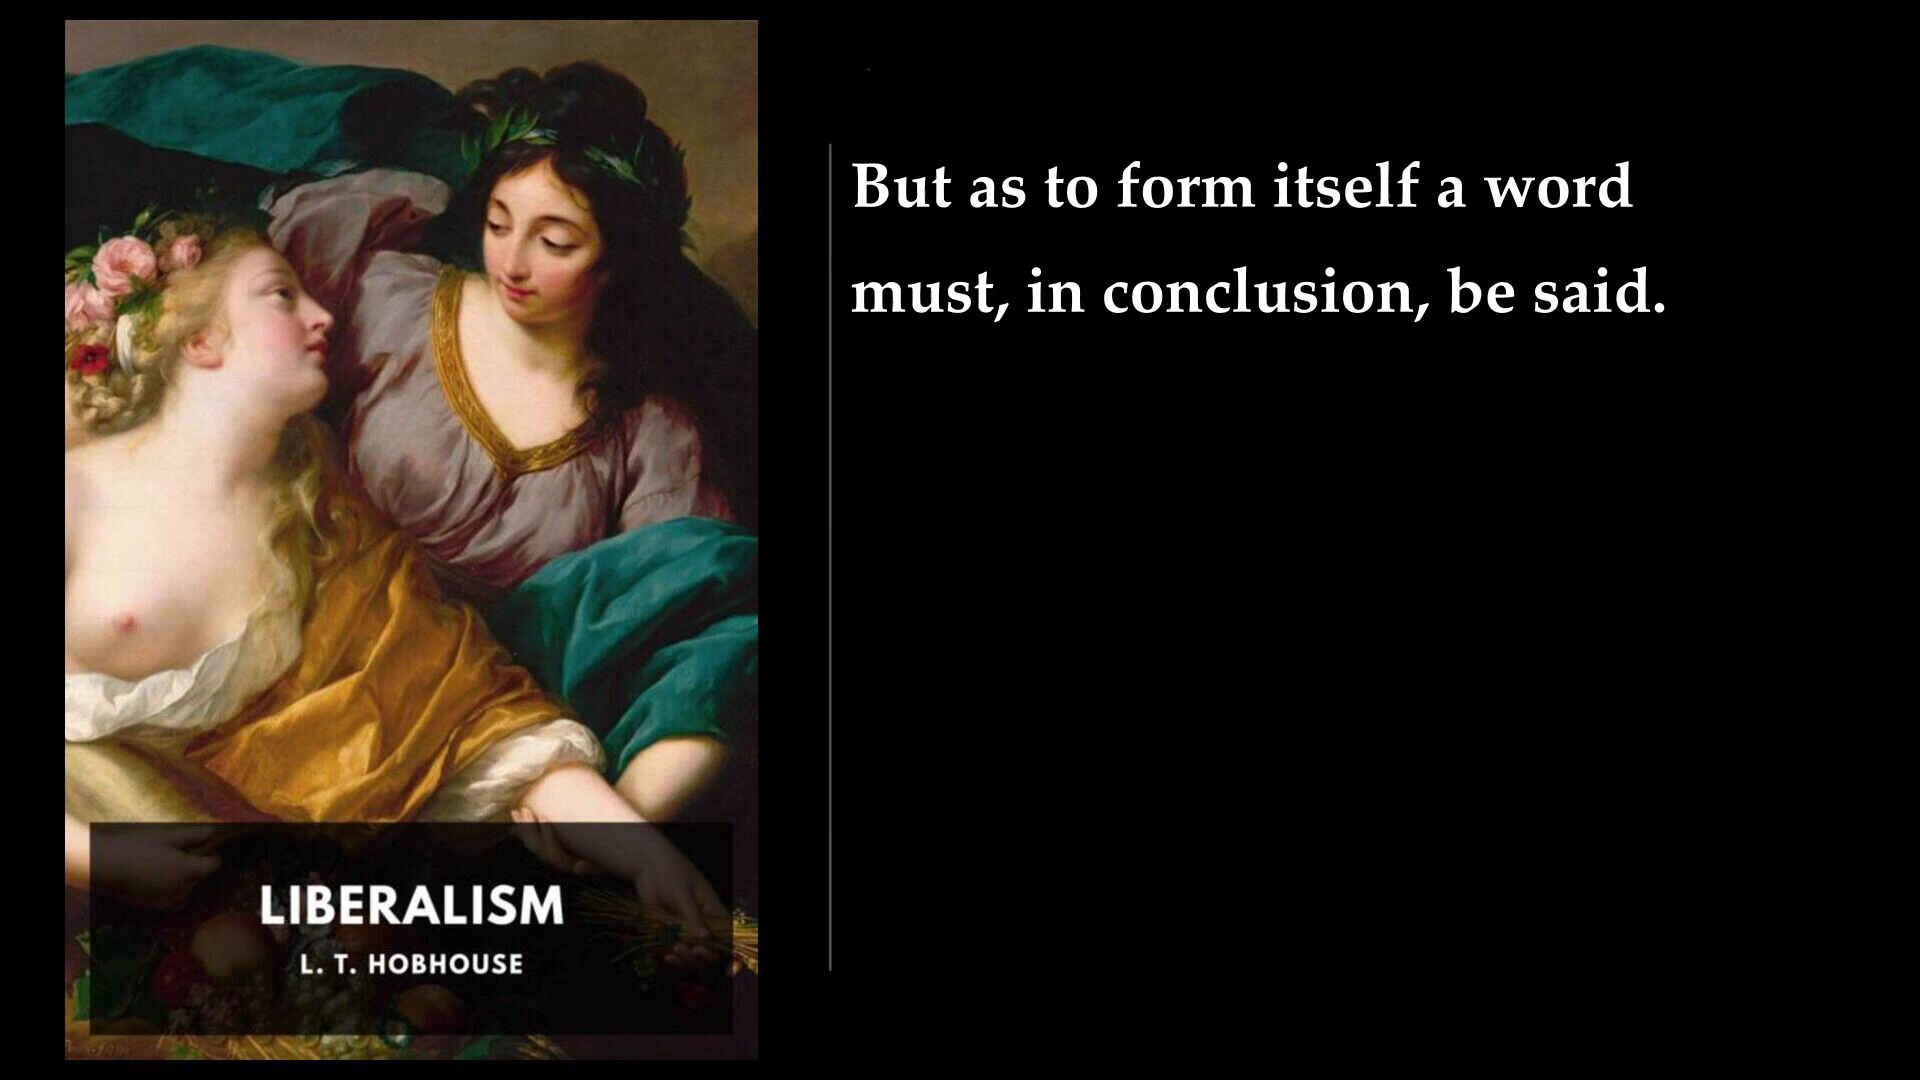 But as to form itself a word
must, in conclusion, be said.
LIBERALISM
L. T. HOBHOUSE